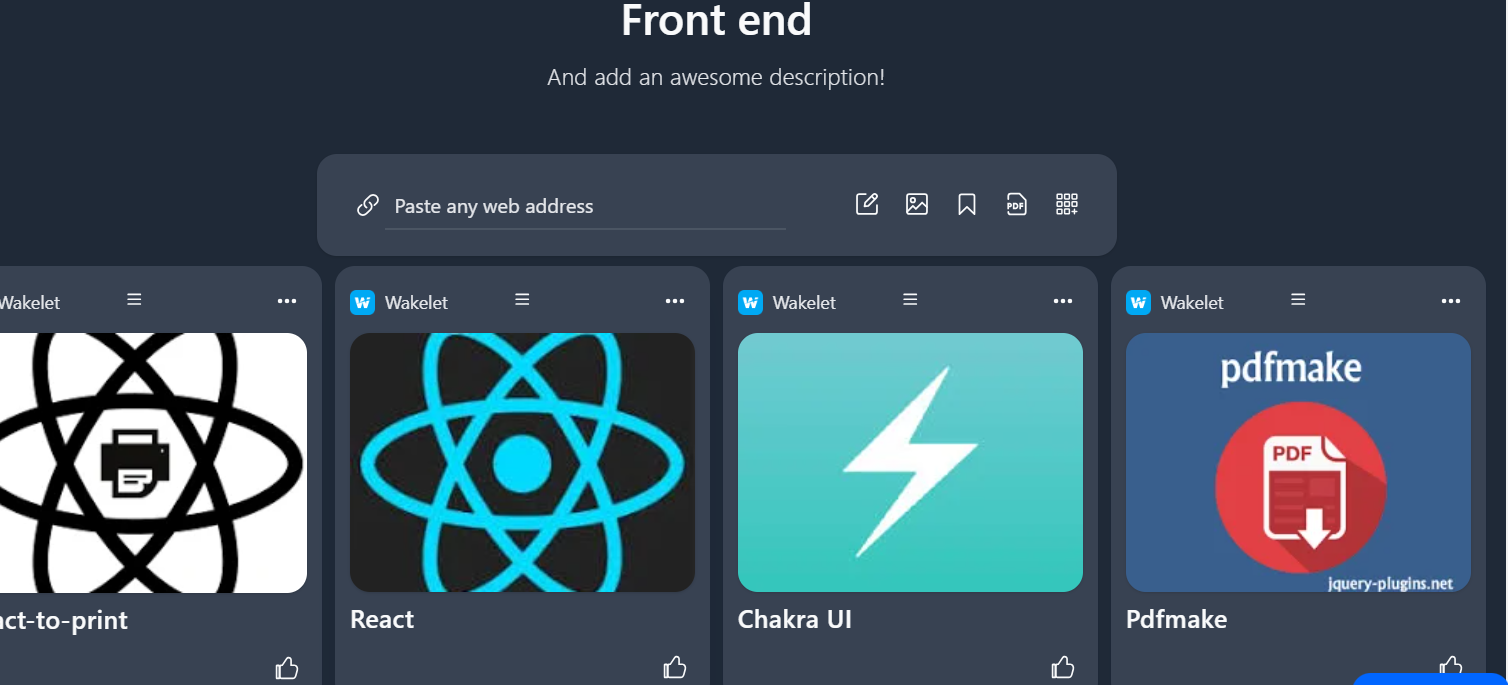 Front end
And add an awesome description!
Paste any web address
PDF
Wakelet
Wakelet
Wakelet
Wakelet
pdfmake
PDF
jquery-plugins.net
act-to-print
React
Chakra UI
Pdfmake